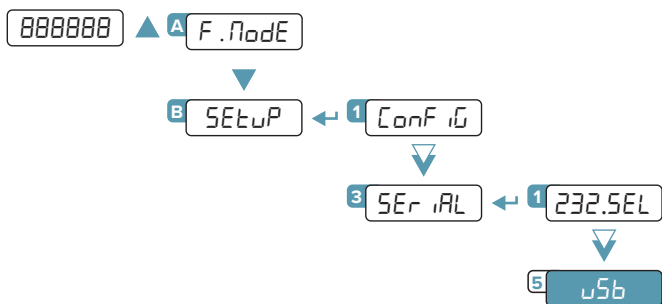 888888 A F.ModE
B SEtuP 1 ConFiG
3 SEriAL 1 232.SEL
5 uSb